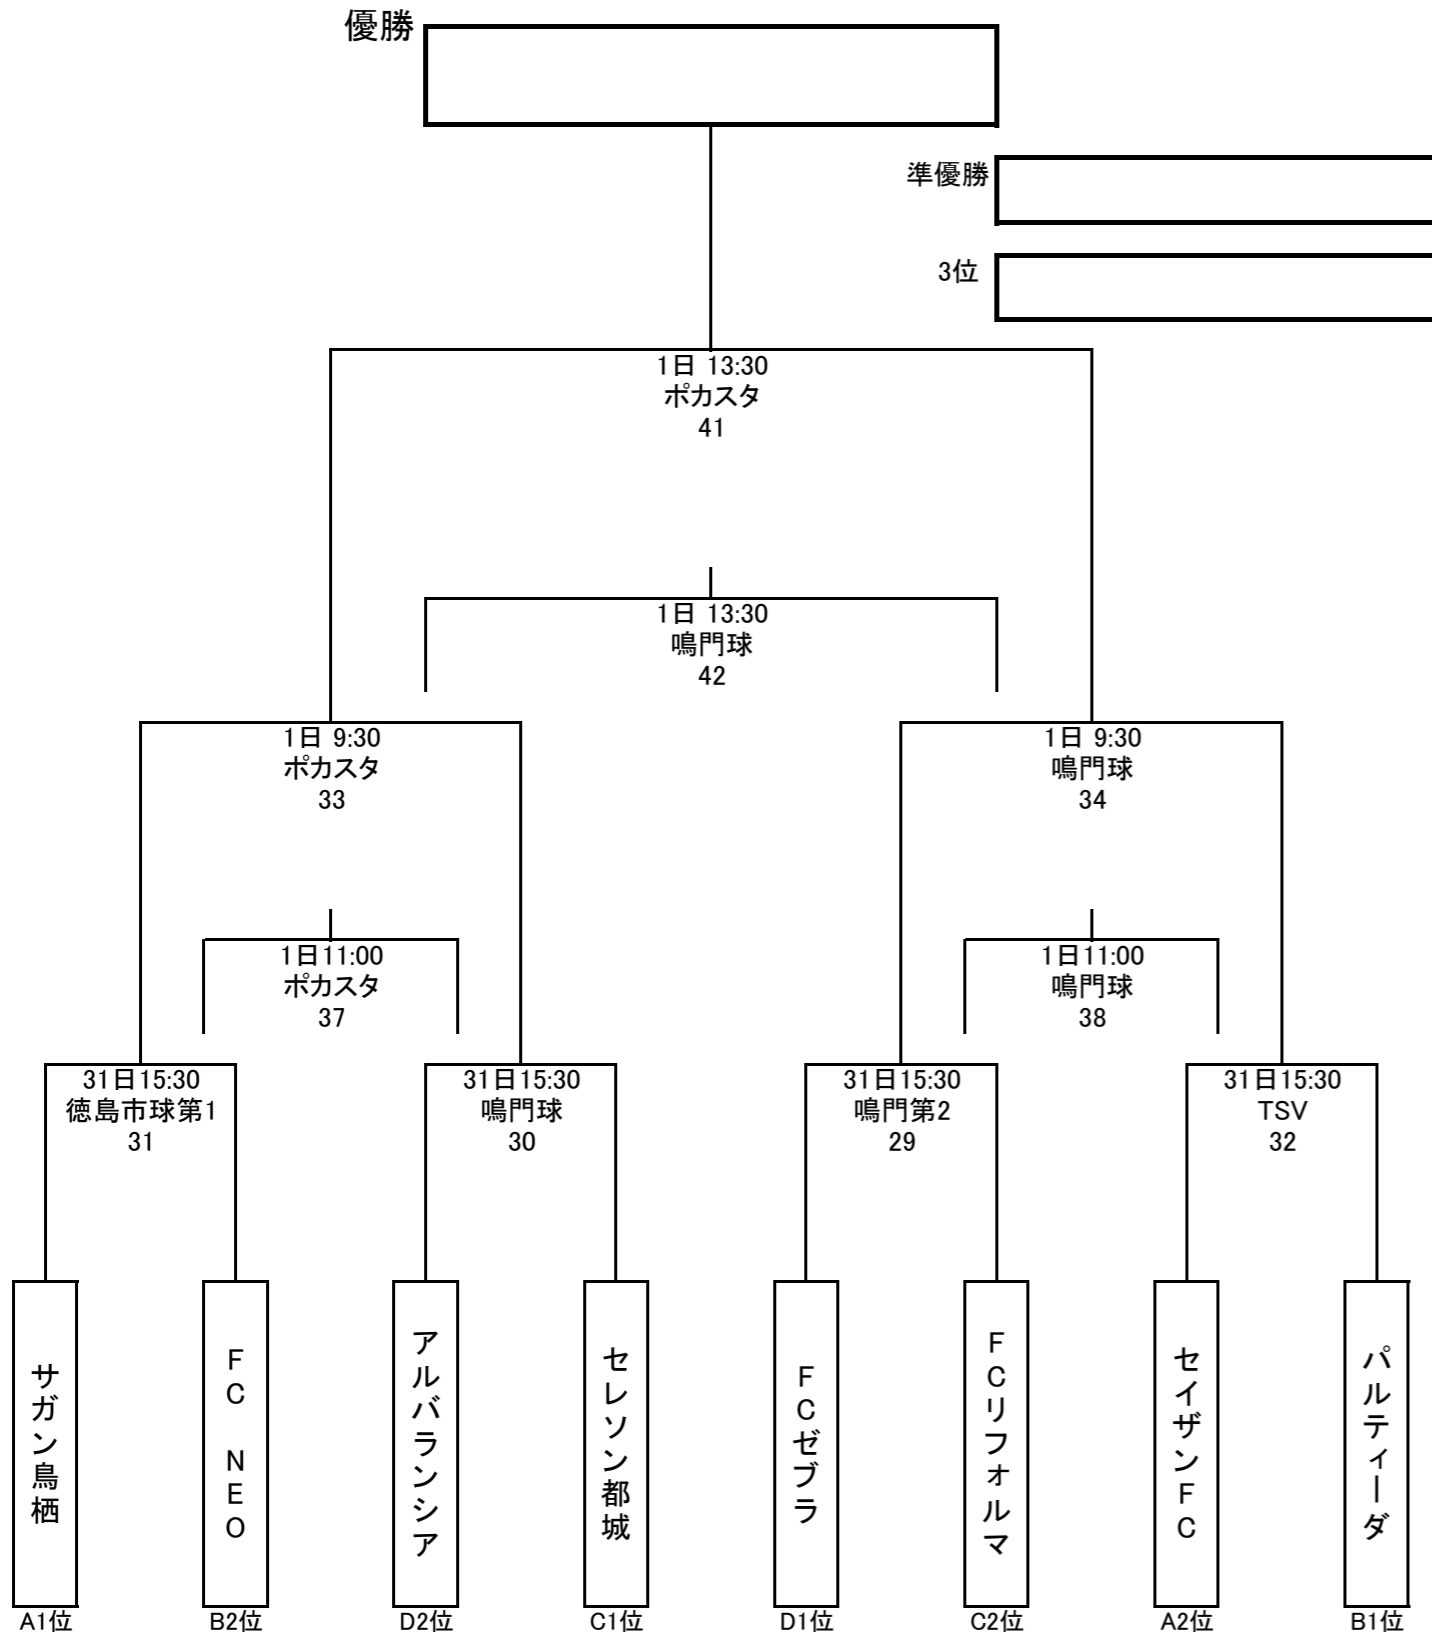 優勝
準優勝
3位
1日 13:30
ポカスタ
41
1日 13:30
鳴門球
42
1日 9:30
ポカスタ
33
1日 9:30
鳴門球
34
1日11:00
ポカスタ
37
1日11:00
鳴門球
38
31日15:30
徳島市球第1
31
31日15:30
鳴門球
30
31日15:30
鳴門第2
29
31日15:30
TSV
32
サガン鳥栖
FC NEO
アルバランシア
セレソン都城
FCゼブラ
FCリフォルマ
セイザンFC
パルティーダ
A1位
B2位
D2位
C1位
D1位
C2位
A2位
B1位